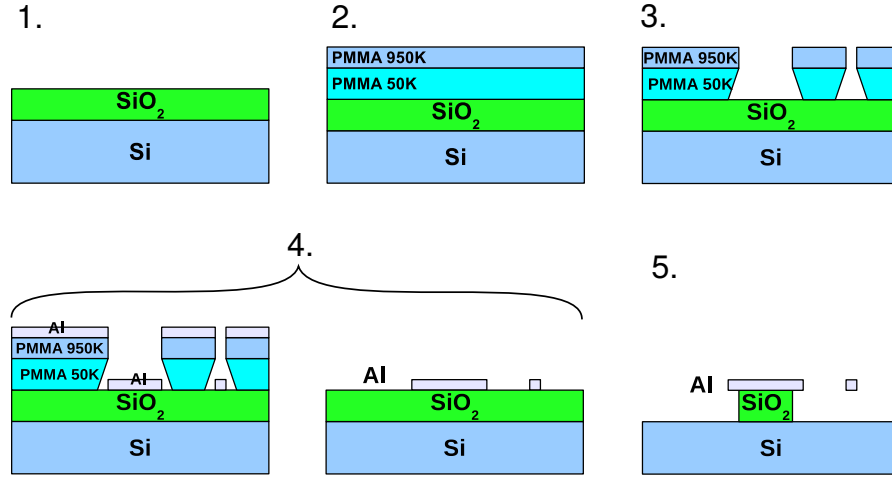 1.
SiO2
Si
2.
PMMA 950K
PMMA 50K
SiO2
Si
3.
PMMA 950K
PMMA 50K
SiO2
Si
4.
Al
PMMA 950K
PMMA 50K
Al
SiO2
Si
Al
SiO2
Si
5.
Al
SiO2
Si